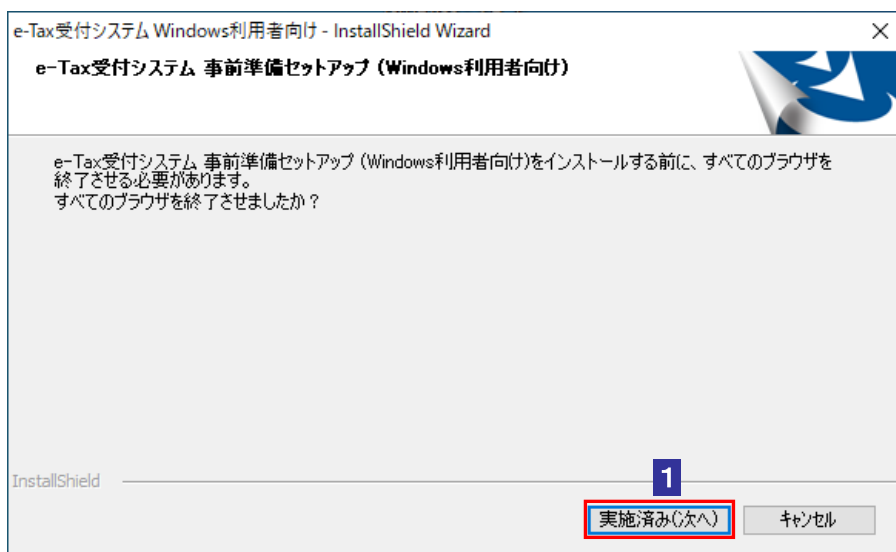 e-Tax受付システム Windows利用者向け - InstallShield Wizard
e-Tax受付システム 事前準備セットアップ (Windows利用者向け)
e-Tax受付システム 事前準備セットアップ (Windows利用者向け)をインストールする前に、すべてのブラウザを
終了させる必要があります。
すべてのブラウザを終了させましたか？
InstallShield
1
実施済み(次へ)
キャンセル